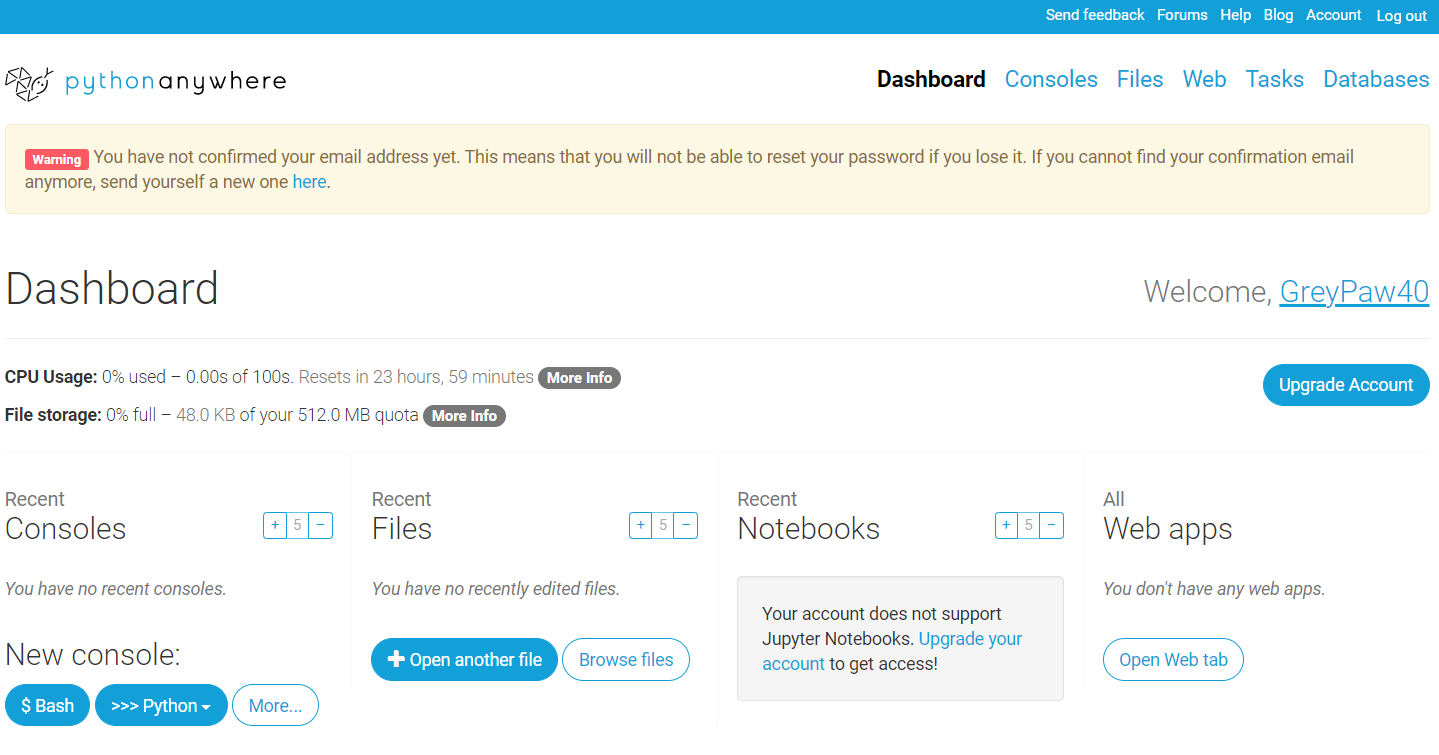 Send feedback Forums Help Blog Account Log out
pythonanywhere
Dashboard Consoles Files Web Tasks Databases
Warning You have not confirmed your email address yet. This means that you will not be able to reset your password if you lose it. If you cannot find your confirmation email
anymore, send yourself a new one here.
Dashboard
Welcome, GreyPaw40
CPU Usage: 0% used – 0.00s of 100s. Resets in 23 hours, 59 minutes More Info
File storage: 0% full – 48.0 KB of your 512.0 MB quota More Info
Upgrade Account
Recent
Consoles
+ 5 −
You have no recent consoles.
New console:
$ Bash >>> Python More...
Recent
Files
+ 5 −
You have no recently edited files.
+ Open another file Browse files
Recent
Notebooks
+ 5 −
Your account does not support
Jupyter Notebooks. Upgrade your
account to get access!
All
Web apps
You don't have any web apps.
Open Web tab